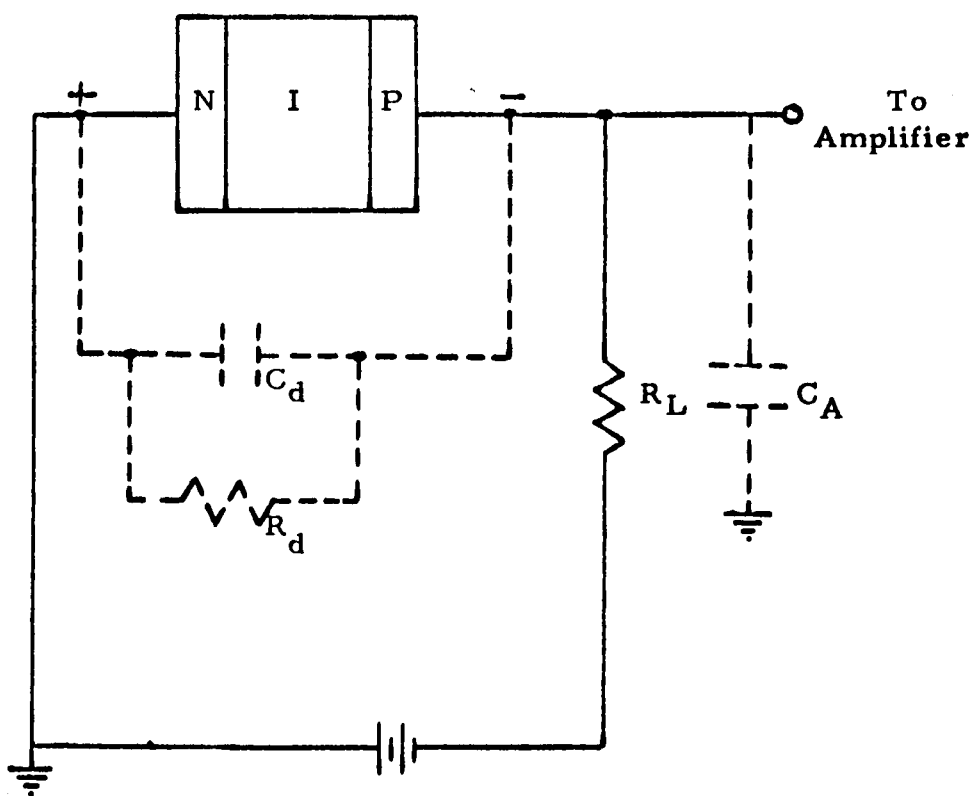 +
N I P
-
To
Amplifier
C_d
R_d
R_L
C_A